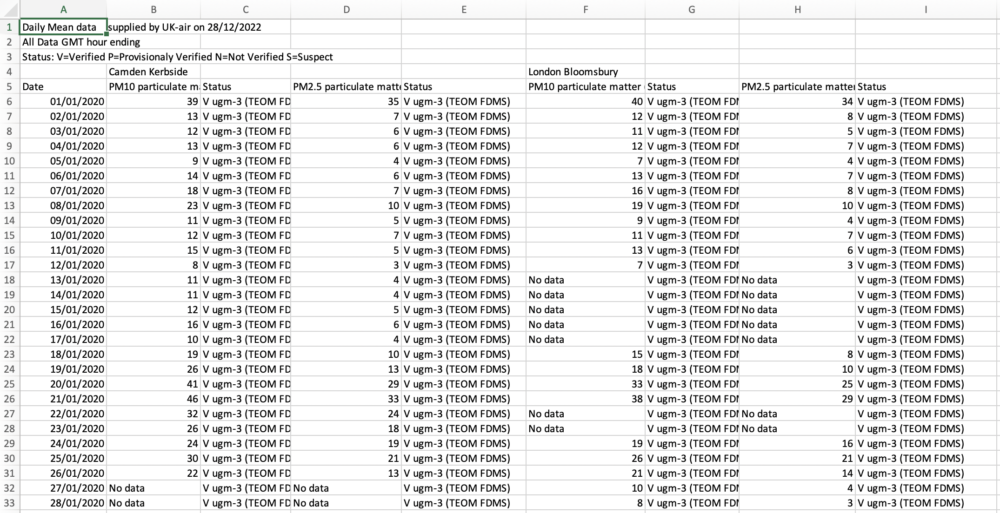 A B C D E F G H I
1 Daily Mean data supplied by UK-air on 28/12/2022
2 All Data GMT hour ending
3 Status: V=Verified P=Provisionaly Verified N=Not Verified S=Suspect
4 Camden Kerbside London Bloomsbury
5 Date PM10 particulate ma Status PM2.5 particulate matte Status PM10 particulate matter ( Status PM2.5 particulate matter Status
6 01/01/2020 39 V ugm-3 (TEOM FD 35 V ugm-3 (TEOM FDMS) 40 V ugm-3 (TEOM FDM 34 V ugm-3 (TEOM FDMS)
7 02/01/2020 13 V ugm-3 (TEOM FD 7 V ugm-3 (TEOM FDMS) 12 V ugm-3 (TEOM FDM 8 V ugm-3 (TEOM FDMS)
8 03/01/2020 12 V ugm-3 (TEOM FD 6 V ugm-3 (TEOM FDMS) 11 V ugm-3 (TEOM FDM 5 V ugm-3 (TEOM FDMS)
9 04/01/2020 13 V ugm-3 (TEOM FD 6 V ugm-3 (TEOM FDMS) 12 V ugm-3 (TEOM FDM 7 V ugm-3 (TEOM FDMS)
10 05/01/2020 9 V ugm-3 (TEOM FD 4 V ugm-3 (TEOM FDMS) 7 V ugm-3 (TEOM FDM 4 V ugm-3 (TEOM FDMS)
11 06/01/2020 14 V ugm-3 (TEOM FD 6 V ugm-3 (TEOM FDMS) 13 V ugm-3 (TEOM FDM 7 V ugm-3 (TEOM FDMS)
12 07/01/2020 18 V ugm-3 (TEOM FD 7 V ugm-3 (TEOM FDMS) 16 V ugm-3 (TEOM FDM 8 V ugm-3 (TEOM FDMS)
13 08/01/2020 23 V ugm-3 (TEOM FD 10 V ugm-3 (TEOM FDMS) 19 V ugm-3 (TEOM FDM 10 V ugm-3 (TEOM FDMS)
14 09/01/2020 11 V ugm-3 (TEOM FD 5 V ugm-3 (TEOM FDMS) 9 V ugm-3 (TEOM FDM 4 V ugm-3 (TEOM FDMS)
15 10/01/2020 12 V ugm-3 (TEOM FD 7 V ugm-3 (TEOM FDMS) 11 V ugm-3 (TEOM FDM 7 V ugm-3 (TEOM FDMS)
16 11/01/2020 15 V ugm-3 (TEOM FD 5 V ugm-3 (TEOM FDMS) 13 V ugm-3 (TEOM FDM 6 V ugm-3 (TEOM FDMS)
17 12/01/2020 8 V ugm-3 (TEOM FD 3 V ugm-3 (TEOM FDMS) 7 V ugm-3 (TEOM FDM 3 V ugm-3 (TEOM FDMS)
18 13/01/2020 11 V ugm-3 (TEOM FD 4 V ugm-3 (TEOM FDMS) No data V ugm-3 (TEOM FDM No data V ugm-3 (TEOM FDMS)
19 14/01/2020 11 V ugm-3 (TEOM FD 4 V ugm-3 (TEOM FDMS) No data V ugm-3 (TEOM FDM No data V ugm-3 (TEOM FDMS)
20 15/01/2020 12 V ugm-3 (TEOM FD 5 V ugm-3 (TEOM FDMS) No data V ugm-3 (TEOM FDM No data V ugm-3 (TEOM FDMS)
21 16/01/2020 16 V ugm-3 (TEOM FD 6 V ugm-3 (TEOM FDMS) No data V ugm-3 (TEOM FDM No data V ugm-3 (TEOM FDMS)
22 17/01/2020 10 V ugm-3 (TEOM FD 4 V ugm-3 (TEOM FDMS) No data V ugm-3 (TEOM FDM No data V ugm-3 (TEOM FDMS)
23 18/01/2020 19 V ugm-3 (TEOM FD 10 V ugm-3 (TEOM FDMS) 15 V ugm-3 (TEOM FDM 8 V ugm-3 (TEOM FDMS)
24 19/01/2020 26 V ugm-3 (TEOM FD 13 V ugm-3 (TEOM FDMS) 18 V ugm-3 (TEOM FDM 10 V ugm-3 (TEOM FDMS)
25 20/01/2020 41 V ugm-3 (TEOM FD 29 V ugm-3 (TEOM FDMS) 33 V ugm-3 (TEOM FDM 25 V ugm-3 (TEOM FDMS)
26 21/01/2020 46 V ugm-3 (TEOM FD 33 V ugm-3 (TEOM FDMS) 38 V ugm-3 (TEOM FDM 29 V ugm-3 (TEOM FDMS)
27 22/01/2020 32 V ugm-3 (TEOM FD 24 V ugm-3 (TEOM FDMS) No data V ugm-3 (TEOM FDM No data V ugm-3 (TEOM FDMS)
28 23/01/2020 26 V ugm-3 (TEOM FD 18 V ugm-3 (TEOM FDMS) No data V ugm-3 (TEOM FDM No data V ugm-3 (TEOM FDMS)
29 24/01/2020 24 V ugm-3 (TEOM FD 19 V ugm-3 (TEOM FDMS) 19 V ugm-3 (TEOM FDM 16 V ugm-3 (TEOM FDMS)
30 25/01/2020 30 V ugm-3 (TEOM FD 21 V ugm-3 (TEOM FDMS) 26 V ugm-3 (TEOM FDM 21 V ugm-3 (TEOM FDMS)
31 26/01/2020 22 V ugm-3 (TEOM FD 13 V ugm-3 (TEOM FDMS) 21 V ugm-3 (TEOM FDM 14 V ugm-3 (TEOM FDMS)
32 27/01/2020 No data V ugm-3 (TEOM FD No data V ugm-3 (TEOM FDMS) 10 V ugm-3 (TEOM FDM 4 V ugm-3 (TEOM FDMS)
33 28/01/2020 No data V ugm-3 (TEOM FD No data V ugm-3 (TEOM FDMS) 8 V ugm-3 (TEOM FDM 3 V ugm-3 (TEOM FDMS)